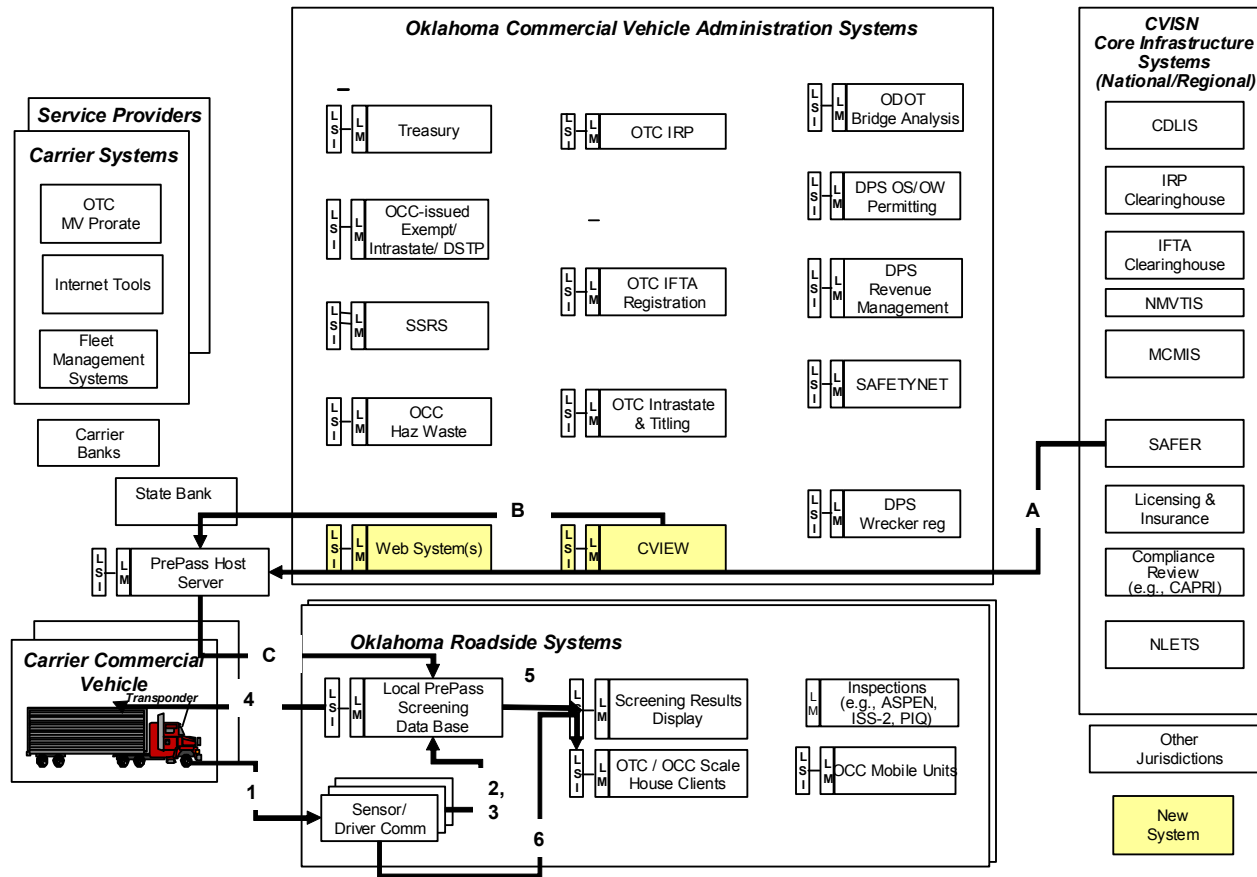 Oklahoma Commercial Vehicle Administration Systems
CVISN
Core Infrastructure
Systems
(National/Regional)
Service Providers
Carrier Systems
OTC
MV Prorate
Internet Tools
Fleet
Management
Systems
Carrier
Banks
State Bank
L
S
I
L
M
PrePass Host
Server
L
S
I
L
M
Treasury
L
S
I
L
M
OCC-issued
Exempt/
Intrastate/ DSTP
L
S
I
L
M
SSRS
L
S
I
L
M
OCC
Haz Waste
L
S
I
L
M
Web System(s)
L
S
I
L
M
OTC IRP
L
S
I
L
M
OTC IFTA
Registration
L
S
I
L
M
OTC Intrastate
& Titling
L
S
I
L
M
CVIEW
L
S
I
L
M
ODOT
Bridge Analysis
L
S
I
L
M
DPS OS/OW
Permitting
L
S
I
L
M
DPS
Revenue
Management
L
S
I
L
M
SAFETYNET
L
S
I
L
M
DPS
Wrecker reg
CDLIS
IRP
Clearinghouse
IFTA
Clearinghouse
NMVTIS
MCMIS
SAFER
Licensing &
Insurance
Compliance
Review
(e.g., CAPRI)
NLETS
Other
Jurisdictions
New
System
A
B
C
Carrier Commercial
Vehicle
Transponder
4
1
Oklahoma Roadside Systems
L
S
I
L
M
Local PrePass
Screening
Data Base
5
2,
3
6
Sensor/
Driver Comm
L
S
I
L
M
Screening Results
Display
L
S
I
L
M
OTC / OCC Scale
House Clients
L
M
Inspections
(e.g., ASPEN,
ISS-2, PIQ)
L
S
I
L
M
OCC Mobile Units